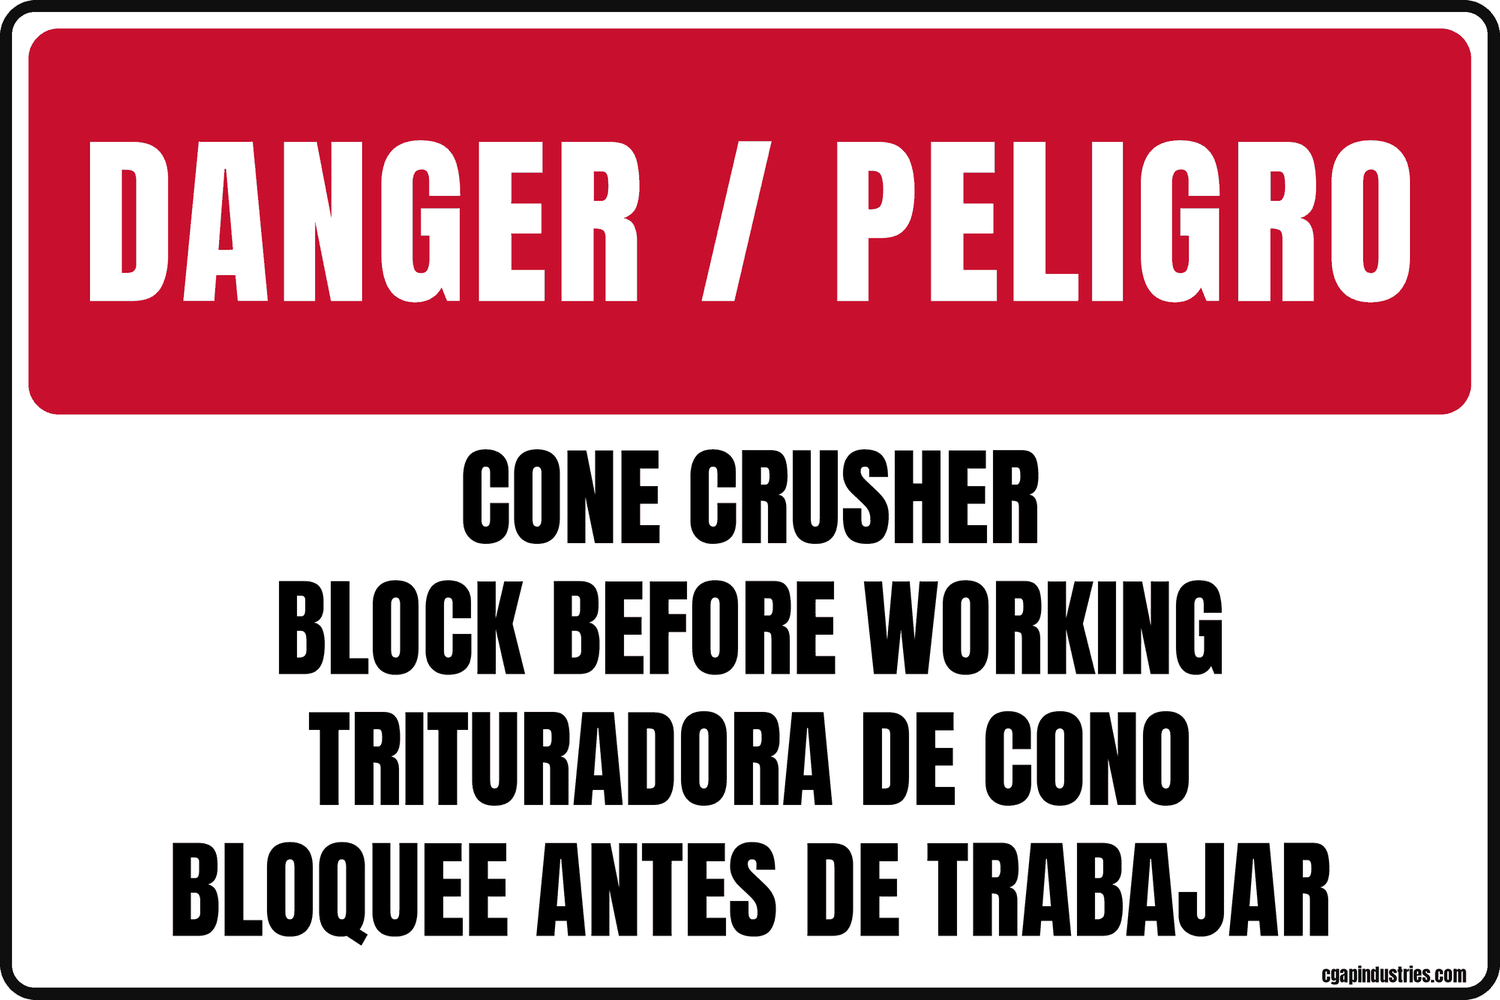 DANGER / PELIGRO
CONE CRUSHER
BLOCK BEFORE WORKING
TRITURADORA DE CONO
BLOQUEE ANTES DE TRABAJAR
cgapindustries.com